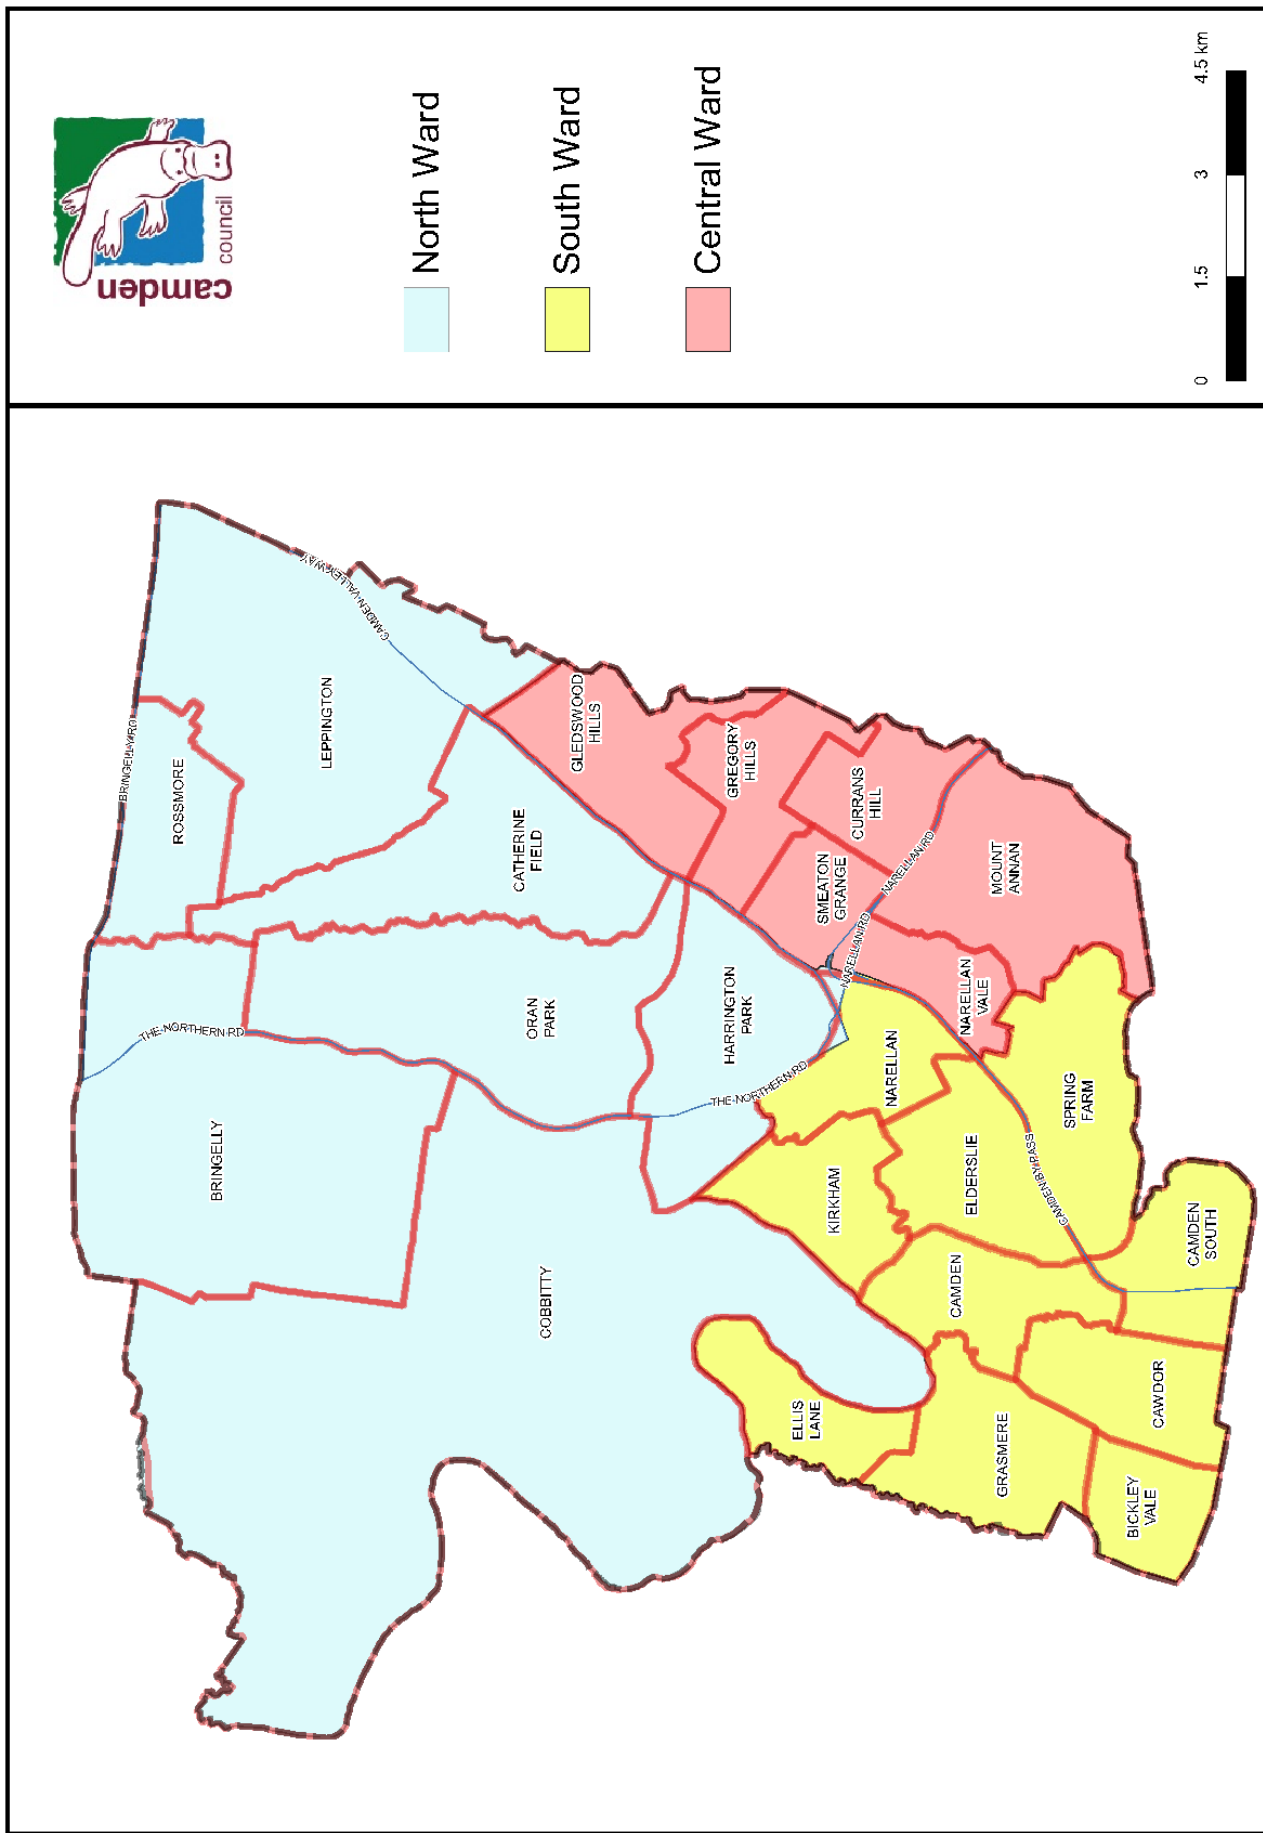 camden
council
North Ward
South Ward
Central Ward
0
1.5
3
4.5 km
BRINGELLY RD
ROSSMORE
LEPPINGTON
CAMDEN VALLEY WAY
THE NORTHERN RD
BRINGELLY
CATHERINE
FIELD
GLEDSWOOD
HILLS
ORAN
PARK
COBBITTY
GREGORY
HILLS
HARRINGTON
PARK
THE NORTHERN RD
CURRANS
HILL
SMEATON
GRANGE
NARELLAN RD
NARELLAN RD
MOUNT
ANNAN
NARELLAN
VALE
NARELLAN
KIRKHAM
ELDERSLIE
SPRING
FARM
CAMDEN BYPASS
CAMDEN
ELLIS
LANE
GRASMERE
CAMDEN
SOUTH
CAWDOR
BICKLEY
VALE